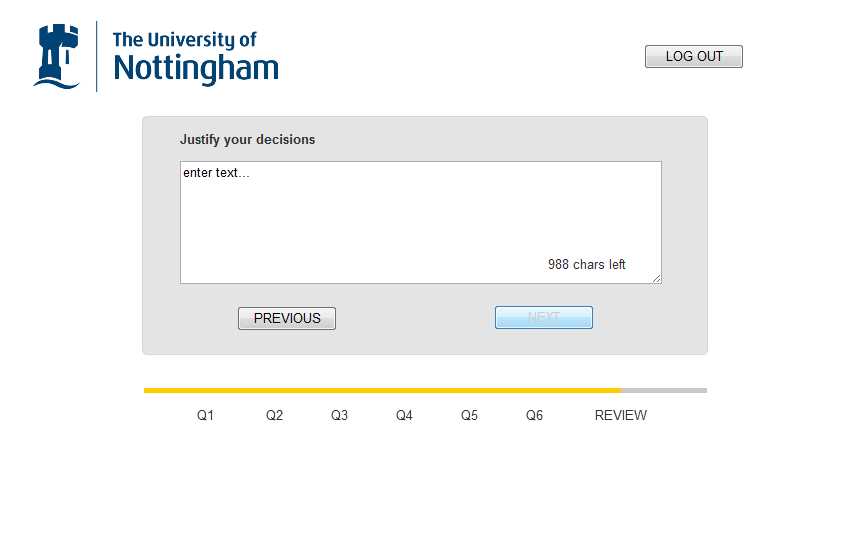 The University of
Nottingham
LOG OUT
Justify your decisions
enter text...
988 chars left
PREVIOUS
NEXT
Q1 Q2 Q3 Q4 Q5 Q6 REVIEW